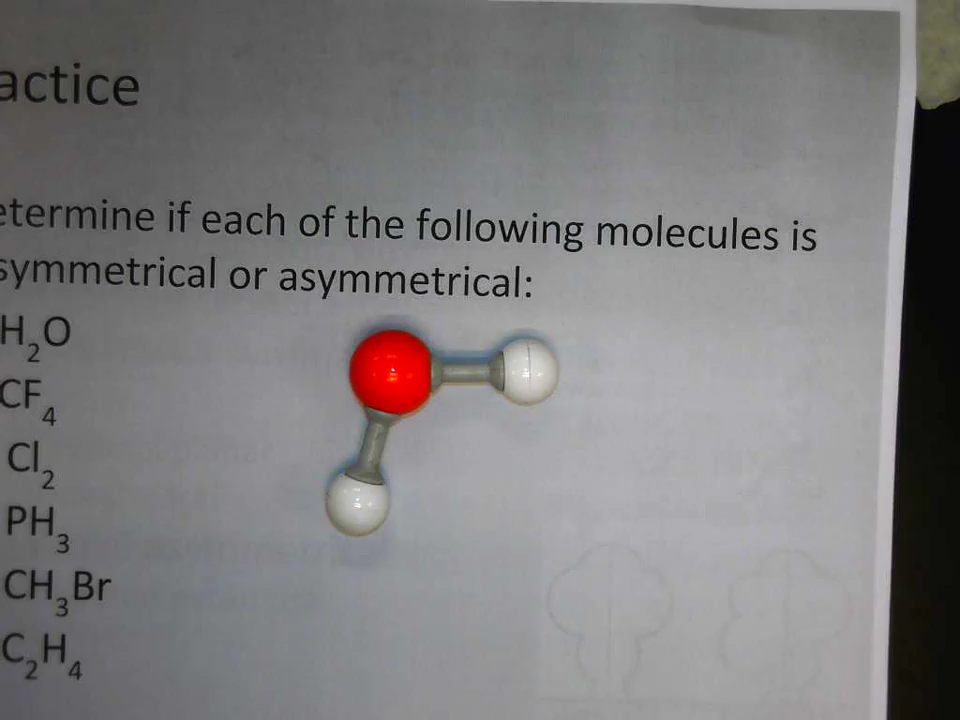 actice
etermine if each of the following molecules is
symmetrical or asymmetrical:
H₂O
CF₄
Cl₂
PH₃
CH₃Br
C₂H₄